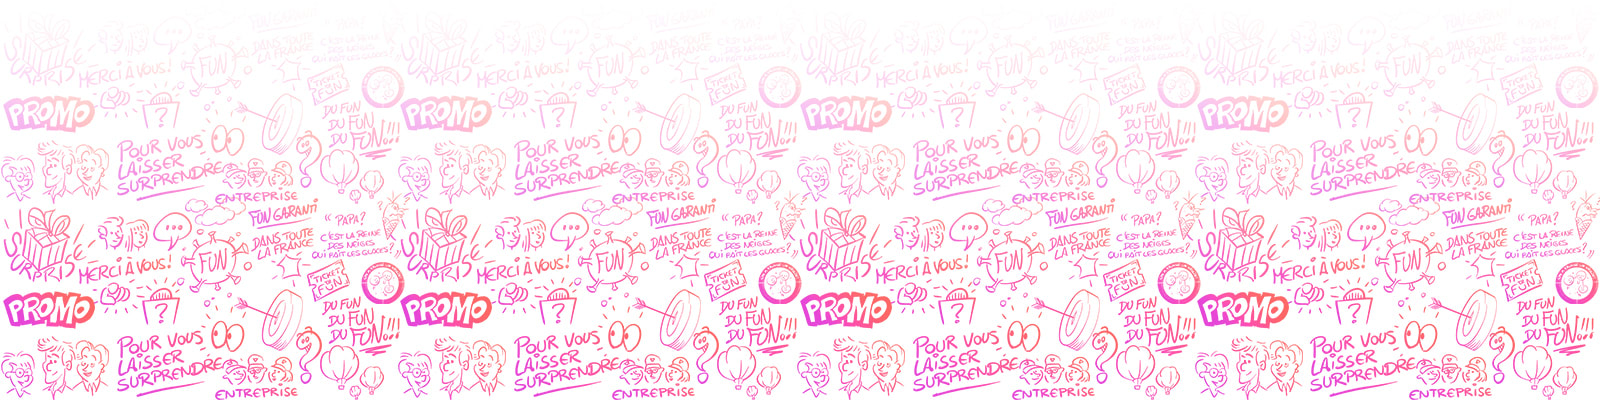 FUN GARANTI
SURPRISE
MERCI À VOUS !
FUN
DANS TOUTE
LA FRANCE
C'EST LA REINE
DES NEIGES
QUI FAIT LES GLACES ?
TICKET
FUN
PROMO
?
DU FUN
DU FUN
DU FUN !!!
POUR VOUS
LAISSER
SURPRENDRE
ENTREPRISE
FUN GARANTI
« PAPA ?
SURPRISE
MERCI À VOUS !
FUN
DANS TOUTE
LA FRANCE
C'EST LA REINE
DES NEIGES
QUI FAIT LES GLACES ? »
TICKET
FUN
PROMO
?
DU FUN
DU FUN
DU FUN !!!
POUR VOUS
LAISSER
SURPRENDRE
ENTREPRISE